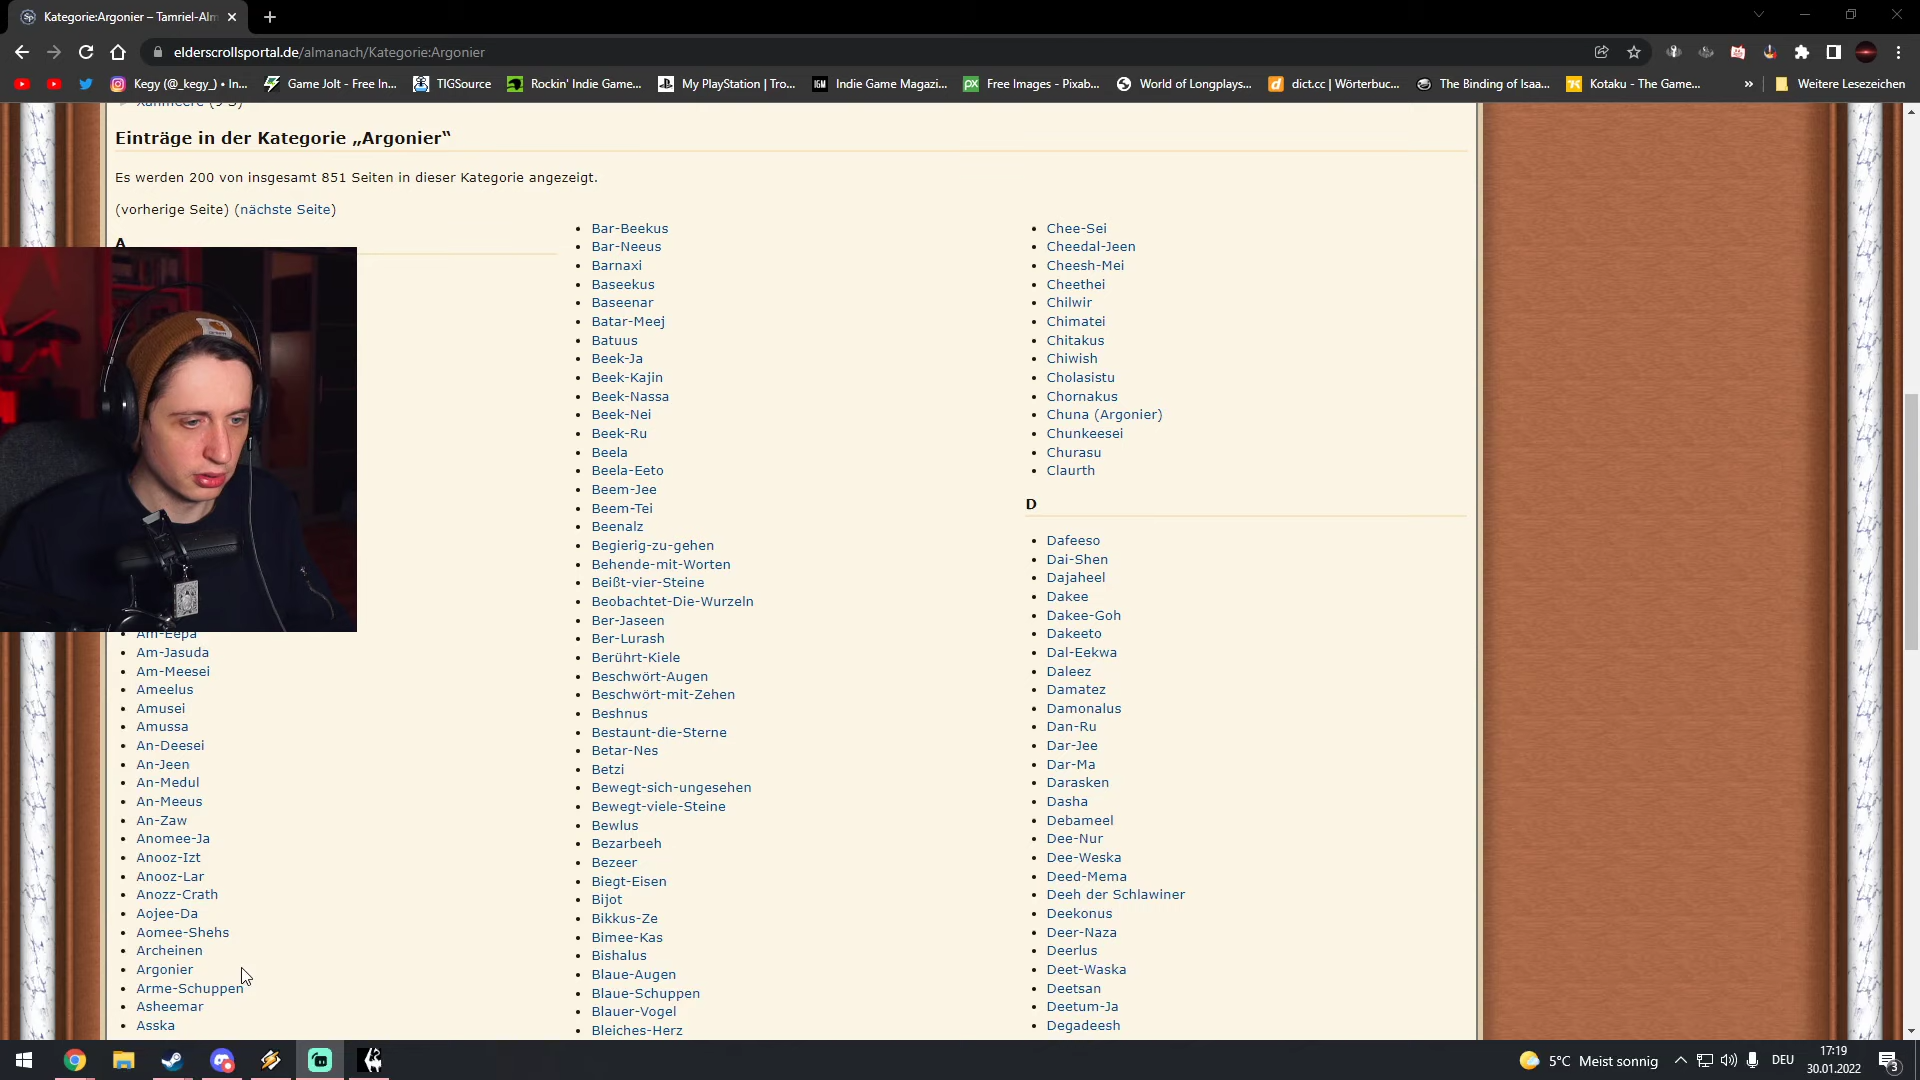 Kategorie:Argonier – Tamriel-Alm
elderscrollsportal.de/almanach/Kategorie:Argonier
Kegy (@_kegy_) • In...
Game Jolt - Free In...
TIGSource
Rockin' Indie Game...
My PlayStation | Tro...
Indie Game Magazi...
Free Images - Pixab...
World of Longplays...
dict.cc | Wörterbuc...
The Binding of Isaa...
Kotaku - The Game...
»
Weitere Lesezeichen
Einträge in der Kategorie „Argonier“
Es werden 200 von insgesamt 851 Seiten in dieser Kategorie angezeigt.
(vorherige Seite) (nächste Seite)
A
Am-Eepa
Am-Jasuda
Am-Meesei
Ameelus
Amusei
Amussa
An-Deesei
An-Jeen
An-Medul
An-Meeus
An-Zaw
Anomee-Ja
Anooz-Izt
Anooz-Lar
Anozz-Crath
Aojee-Da
Aomee-Shehs
Archeinen
Argonier
Arme-Schuppen
Asheemar
Asska
Bar-Beekus
Bar-Neeus
Barnaxi
Baseekus
Baseenar
Batar-Meej
Batuus
Beek-Ja
Beek-Kajin
Beek-Nassa
Beek-Nei
Beek-Ru
Beela
Beela-Eeto
Beem-Jee
Beem-Tei
Beenalz
Begierig-zu-gehen
Behende-mit-Worten
Beißt-vier-Steine
Beobachtet-Die-Wurzeln
Ber-Jaseen
Ber-Lurash
Berührt-Kiele
Beschwört-Augen
Beschwört-mit-Zehen
Beshnus
Bestaunt-die-Sterne
Betar-Nes
Betzi
Bewegt-sich-ungesehen
Bewegt-viele-Steine
Bewlus
Bezarbeeh
Bezeer
Biegt-Eisen
Bijot
Bikkus-Ze
Bimee-Kas
Bishalus
Blaue-Augen
Blaue-Schuppen
Blauer-Vogel
Bleiches-Herz
Chee-Sei
Cheedal-Jeen
Cheesh-Mei
Cheethei
Chilwir
Chimatei
Chitakus
Chiwish
Cholasistu
Chornakus
Chuna (Argonier)
Chunkeesei
Churasu
Claurth
D
Dafeeso
Dai-Shen
Dajaheel
Dakee
Dakee-Goh
Dakeeto
Dal-Eekwa
Daleez
Damatez
Damonalus
Dan-Ru
Dar-Jee
Dar-Ma
Darasken
Dasha
Debameel
Dee-Nur
Dee-Weska
Deed-Mema
Deeh der Schlawiner
Deekonus
Deer-Naza
Deerlus
Deet-Waska
Deetsan
Deetum-Ja
Degadeesh
5°C Meist sonnig
DEU
17:19
30.01.2022
3